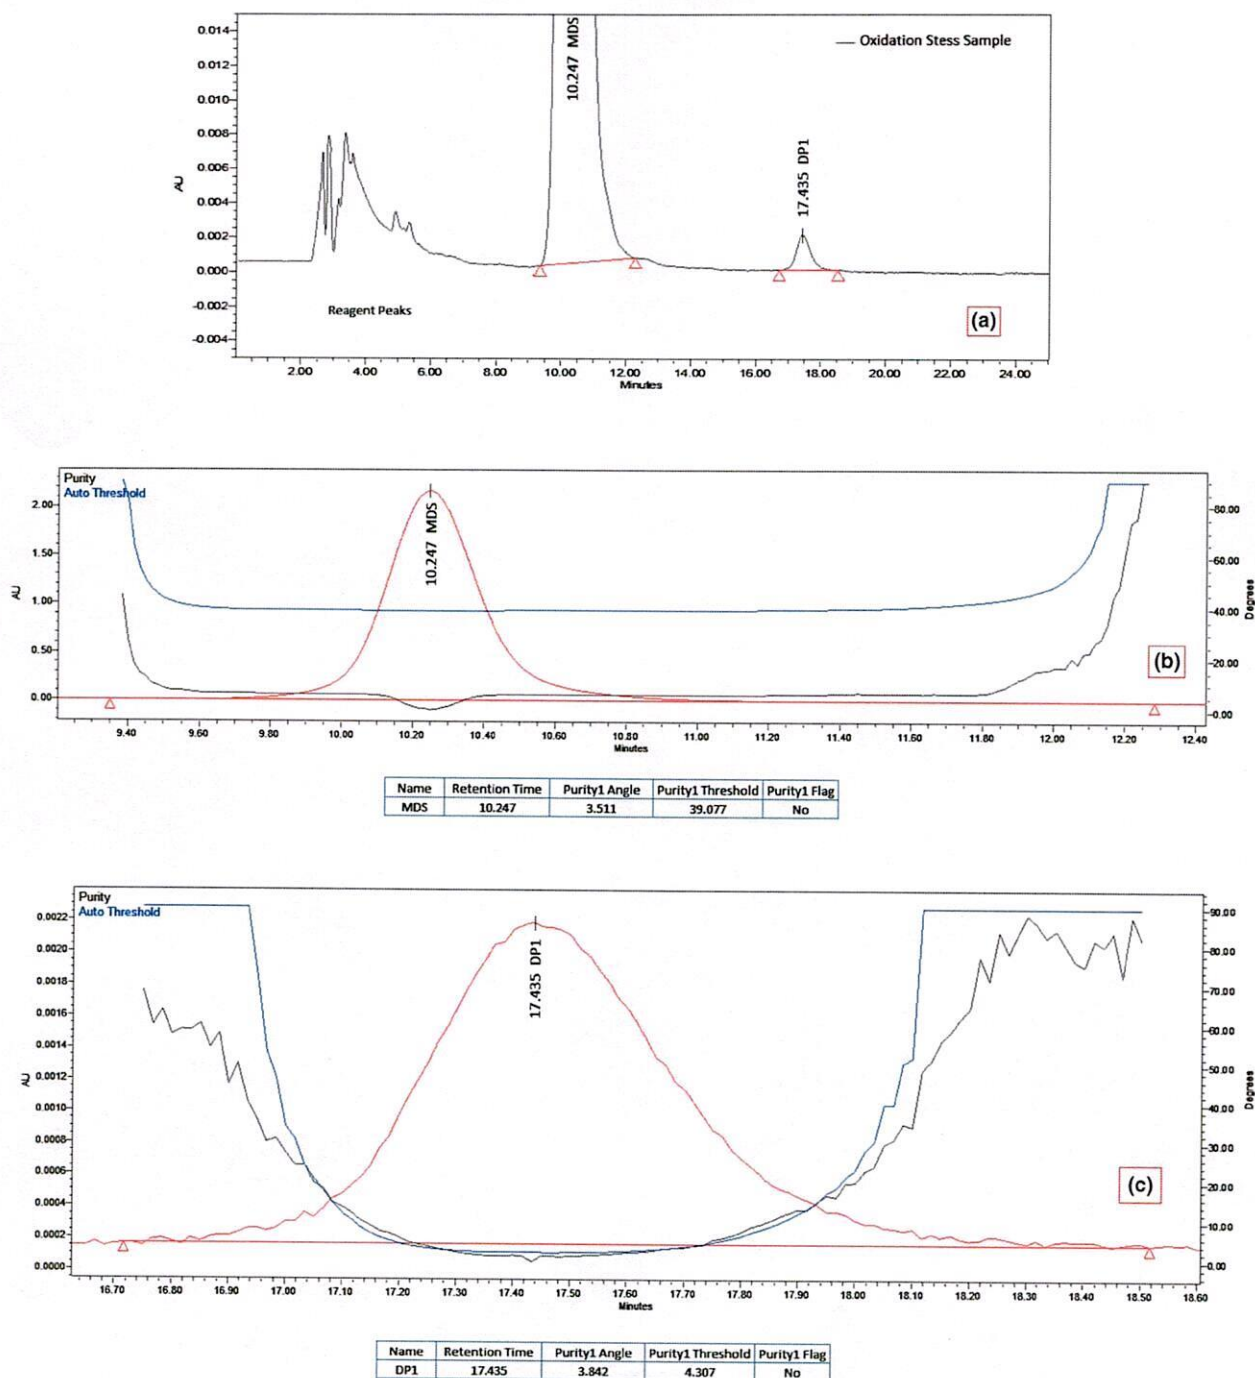 0.014
0.012
0.010
0.008
0.006
0.004
0.002
0.000
-0.002
-0.004
AU
10.247 MDS
17.435 DP1
Oxidation Stess Sample
Reagent Peaks
(a)
2.00 4.00 6.00 8.00 10.00 12.00 14.00 16.00 18.00 20.00 22.00 24.00
Minutes
Purity
Auto Threshold
2.00
1.50
1.00
0.50
0.00
AU
10.247 MDS
80.00
60.00
40.00
20.00
0.00
Degrees
(b)
9.40 9.60 9.80 10.00 10.20 10.40 10.60 10.80 11.00 11.20 11.40 11.60 11.80 12.00 12.20 12.40
Minutes
Name Retention Time Purity1 Angle Purity1 Threshold Purity1 Flag
MDS 10.247 3.511 39.077 No
Purity
Auto Threshold
0.0022
0.0020
0.0018
0.0016
0.0014
0.0012
0.0010
0.0008
0.0006
0.0004
0.0002
0.0000
AU
17.435 DP1
90.00
80.00
70.00
60.00
50.00
40.00
30.00
20.00
10.00
0.00
Degrees
(c)
16.70 16.80 16.90 17.00 17.10 17.20 17.30 17.40 17.50 17.60 17.70 17.80 17.90 18.00 18.10 18.20 18.30 18.40 18.50 18.60
Minutes
Name Retention Time Purity1 Angle Purity1 Threshold Purity1 Flag
DP1 17.435 3.842 4.307 No